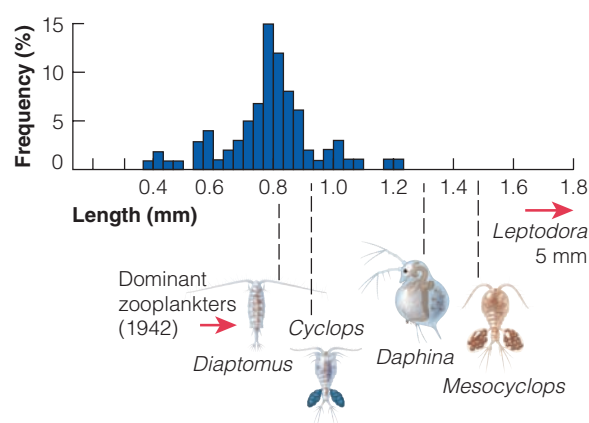 Frequency (%)
15
10
5
0
0.4 0.6 0.8 1.0 1.2 1.4 1.6 1.8
Length (mm)
Leptodora
5 mm
Dominant
zooplankters
(1942)
Diaptomus
Cyclops
Daphina
Mesocyclops